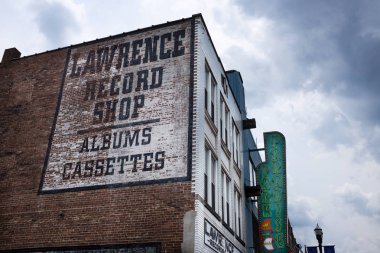 LAWRENCE
RECORD
SHOP
ALBUMS
CASSETTES